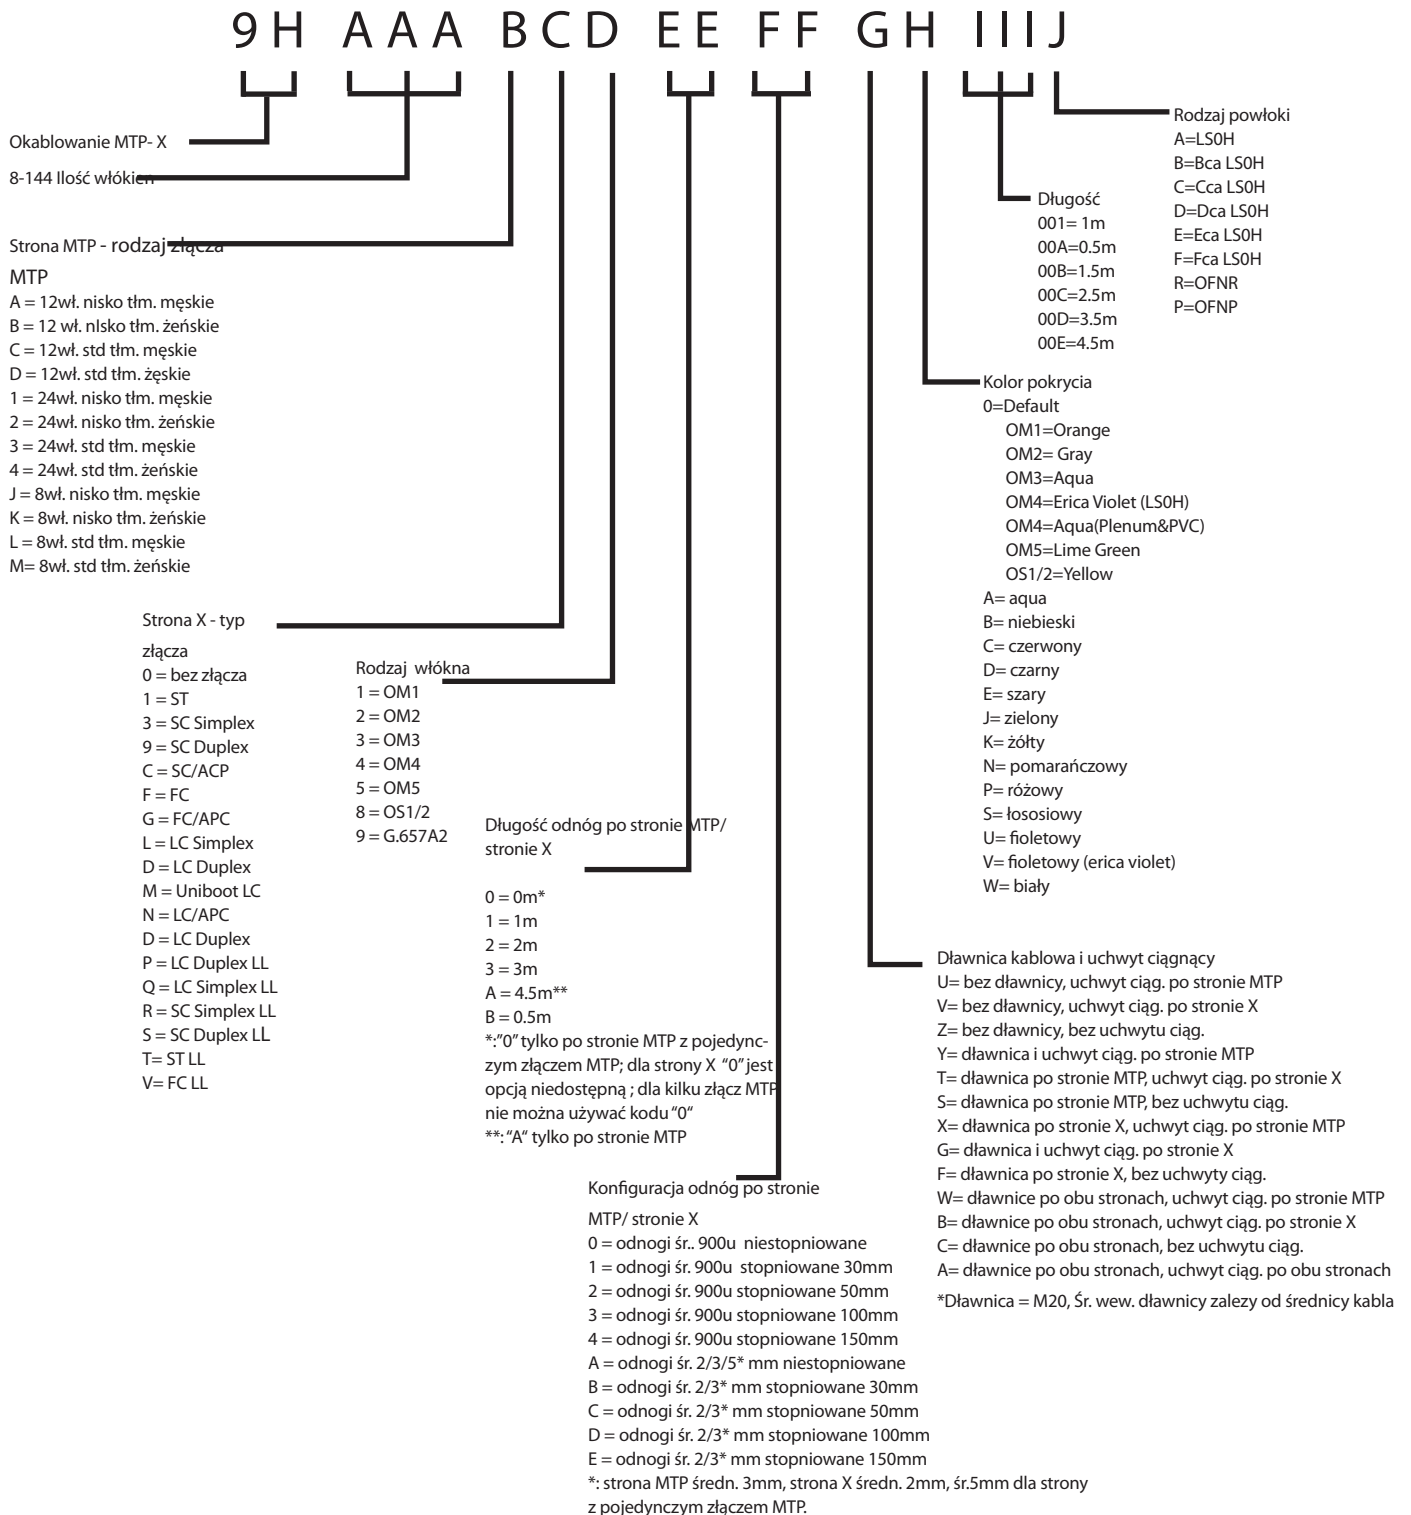 9H AAA BCD EE FF GH IIIJ
Okablowanie MTP- X
8-144 Ilość włókień
Strona MTP - rodzaj złącza
MTP
A = 12wł. nisko tłm. męskie
B = 12 wł. nIsko tłm. żeńskie
C = 12wł. std tłm. męskie
D = 12wł. std tłm. żęskie
1 = 24wł. nisko tłm. męskie
2 = 24wł. nisko tłm. żeńskie
3 = 24wł. std tłm. męskie
4 = 24wł. std tłm. żeńskie
J = 8wł. nisko tłm. męskie
K = 8wł. nisko tłm. żeńskie
L = 8wł. std tłm. męskie
M= 8wł. std tłm. żeńskie
Strona X - typ
złącza
0 = bez złącza
1 = ST
3 = SC Simplex
9 = SC Duplex
C = SC/ACP
F = FC
G = FC/APC
L = LC Simplex
D = LC Duplex
M = Uniboot LC
N = LC/APC
D = LC Duplex
P = LC Duplex LL
Q = LC Simplex LL
R = SC Simplex LL
S = SC Duplex LL
T= ST LL
V= FC LL
Rodzaj włókna
1 = OM1
2 = OM2
3 = OM3
4 = OM4
5 = OM5
8 = OS1/2
9 = G.657A2
Długość odnóg po stronie MTP/
stronie X
0 = 0m*
1 = 1m
2 = 2m
3 = 3m
A = 4.5m**
B = 0.5m
*:"0" tylko po stronie MTP z pojedync-
zym złączem MTP; dla strony X "0" jest
opcją niedostępną ; dla kilku złącz MTP
nie można używać kodu "0"
**: "A" tylko po stronie MTP
Konfiguracja odnóg po stronie
MTP/ stronie X
0 = odnogi śr.. 900u niestopniowane
1 = odnogi śr. 900u stopniowane 30mm
2 = odnogi śr. 900u stopniowane 50mm
3 = odnogi śr. 900u stopniowane 100mm
4 = odnogi śr. 900u stopniowane 150mm
A = odnogi śr. 2/3/5* mm niestopniowane
B = odnogi śr. 2/3* mm stopniowane 30mm
C = odnogi śr. 2/3* mm stopniowane 50mm
D = odnogi śr. 2/3* mm stopniowane 100mm
E = odnogi śr. 2/3* mm stopniowane 150mm
*: strona MTP średn. 3mm, strona X średn. 2mm, śr.5mm dla strony
z pojedynczym złączem MTP.
Dławnica kablowa i uchwyt ciągnący
U= bez dławnicy, uchwyt ciąg. po stronie MTP
V= bez dławnicy, uchwyt ciąg. po stronie X
Z= bez dławnicy, bez uchwytu ciąg.
Y= dławnica i uchwyt ciąg. po stronie MTP
T= dławnica po stronie MTP, uchwyt ciąg. po stronie X
S= dławnica po stronie MTP, bez uchwytu ciąg.
X= dławnica po stronie X, uchwyt ciąg. po stronie MTP
G= dławnica i uchwyt ciąg. po stronie X
F= dławnica po stronie X, bez uchwyty ciąg.
W= dławnice po obu stronach, uchwyt ciąg. po stronie MTP
B= dławnice po obu stronach, uchwyt ciąg. po stronie X
C= dławnice po obu stronach, bez uchwytu ciąg.
A= dławnice po obu stronach, uchwyt ciąg. po obu stronach
*Dławnica = M20, Śr. wew. dławnicy zalezy od średnicy kabla
Kolor pokrycia
0=Default
OM1=Orange
OM2= Gray
OM3=Aqua
OM4=Erica Violet (LS0H)
OM4=Aqua(Plenum&PVC)
OM5=Lime Green
OS1/2=Yellow
A= aqua
B= niebieski
C= czerwony
D= czarny
E= szary
J= zielony
K= żółty
N= pomarańczowy
P= różowy
S= łososiowy
U= fioletowy
V= fioletowy (erica violet)
W= biały
Długość
001= 1m
00A=0.5m
00B=1.5m
00C=2.5m
00D=3.5m
00E=4.5m
Rodzaj powłoki
A=LS0H
B=Bca LS0H
C=Cca LS0H
D=Dca LS0H
E=Eca LS0H
F=Fca LS0H
R=OFNR
P=OFNP